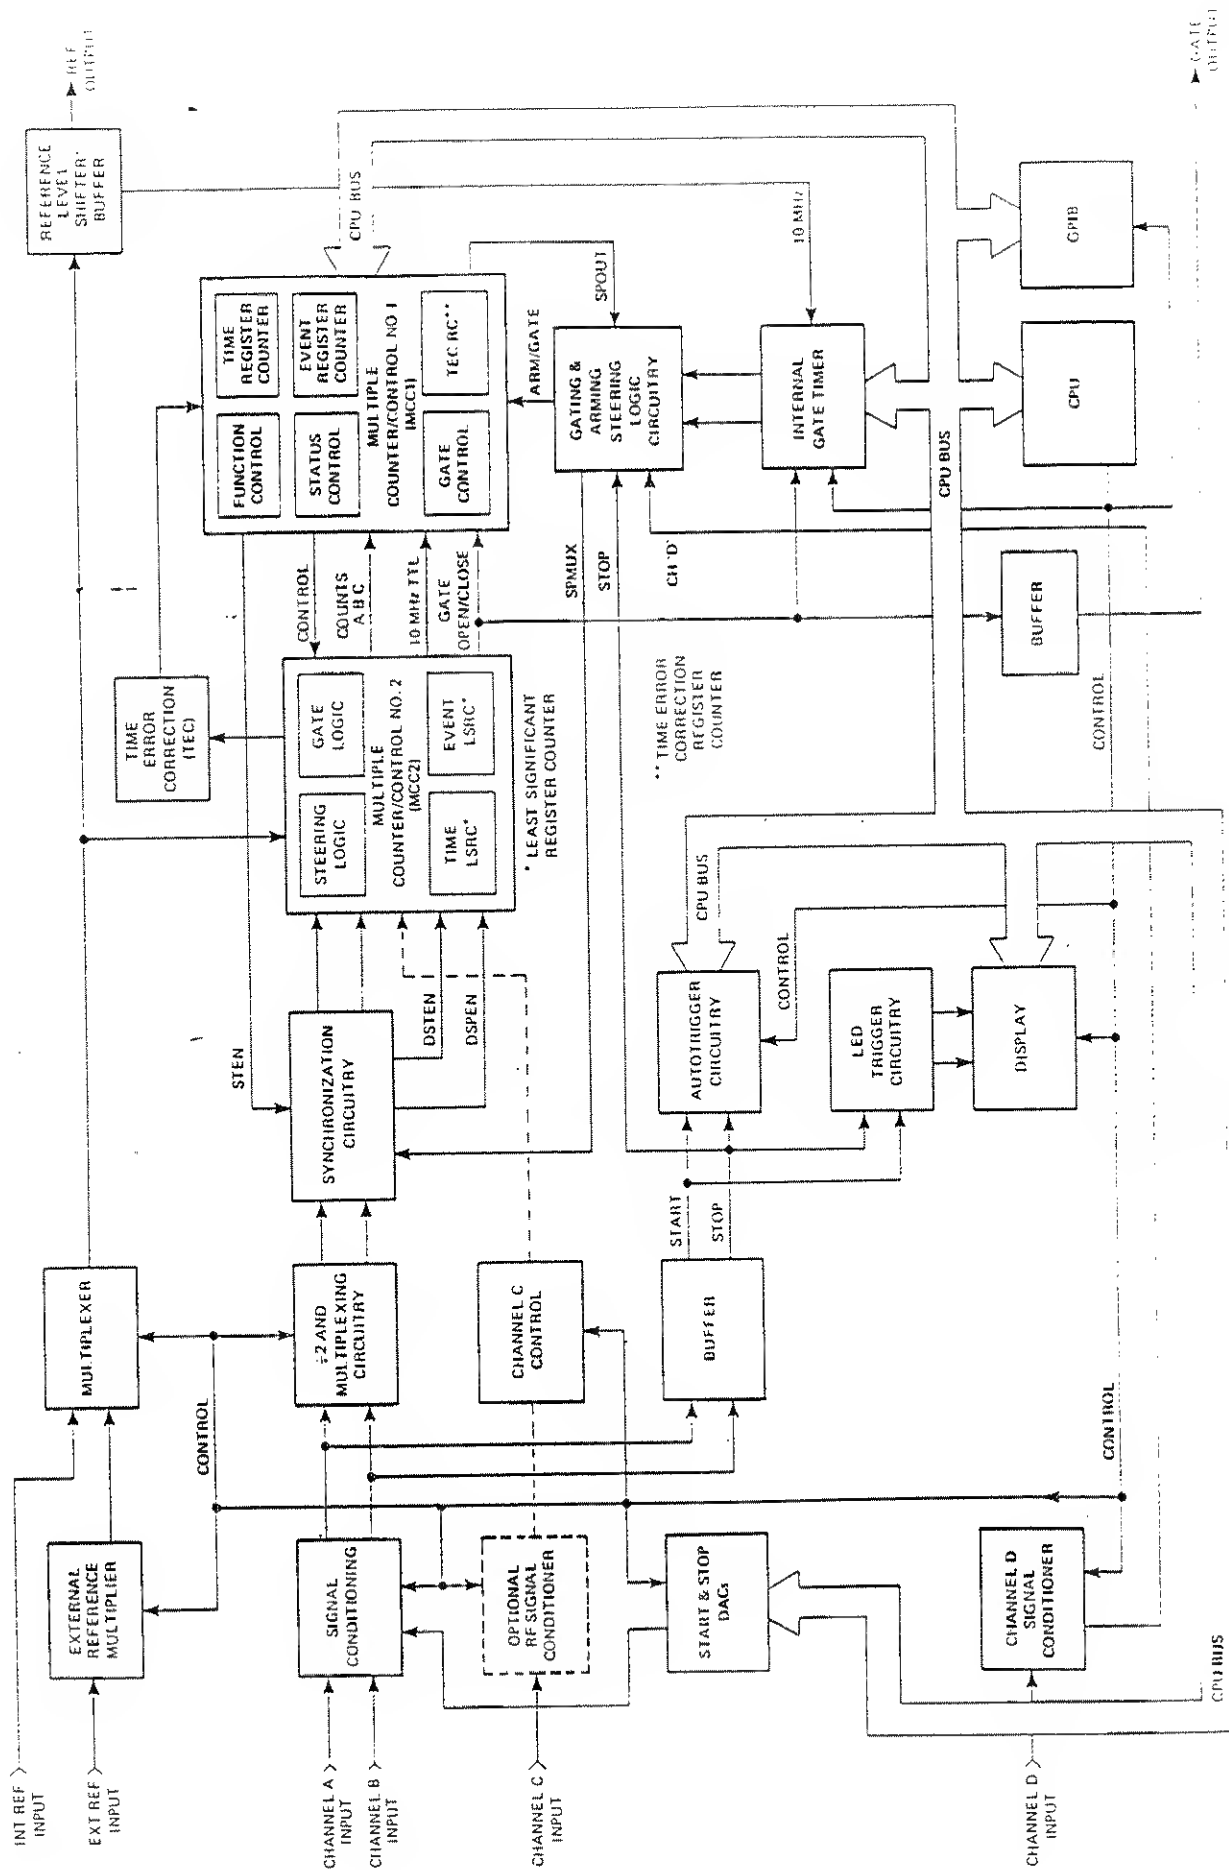 INT REF
INPUT
EXT REF
INPUT
EXTERNAL
REFERENCE
MULTIPLIER
MULTIPLEXER
REFERENCE
LEVEL
SHIFTER
BUFFER
REF
OUTPUT
CONTROL
CHANNEL A
INPUT
CHANNEL B
INPUT
SIGNAL
CONDITIONING
÷2 AND
MULTIPLEXING
CIRCUITRY
SYNCHRONIZATION
CIRCUITRY
STEN
DSTEN
DSPEN
TIME
ERROR
CORRECTION
(TEC)
STEERING
LOGIC
GATE
LOGIC
MULTIPLE
COUNTER/CONTROL NO. 2
(MCC2)
TIME
LSRC*
EVENT
LSRC*
* LEAST SIGNIFICANT
REGISTER COUNTER
CONTROL
COUNTS
A B C
10 MHz TTL
GATE
OPEN/CLOSE
FUNCTION
CONTROL
TIME
REGISTER
COUNTER
STATUS
CONTROL
EVENT
REGISTER
COUNTER
MULTIPLE
COUNTER/CONTROL NO 1
(MCC1)
GATE
CONTROL
TEC RC**
CPU BUS
ARM/GATE
SPOUT
SPMUX
STOP
CH 'D'
GATING &
ARMING
STEERING
LOGIC
CIRCUITRY
10 MHz
INTERNAL
GATE TIMER
CHANNEL C
INPUT
OPTIONAL
RF SIGNAL
CONDITIONER
CHANNEL C
CONTROL
START & STOP
DACs
BUFFER
START
STOP
AUTOTRIGGER
CIRCUITRY
CPU BUS
CONTROL
LED
TRIGGER
CIRCUITRY
DISPLAY
** TIME ERROR
CORRECTION
REGISTER
COUNTER
CPU BUS
BUFFER
CONTROL
CPU
GPIB
CHANNEL D
INPUT
CHANNEL D
SIGNAL
CONDITIONER
CONTROL
CPU BUS
GATE
OUTPUT